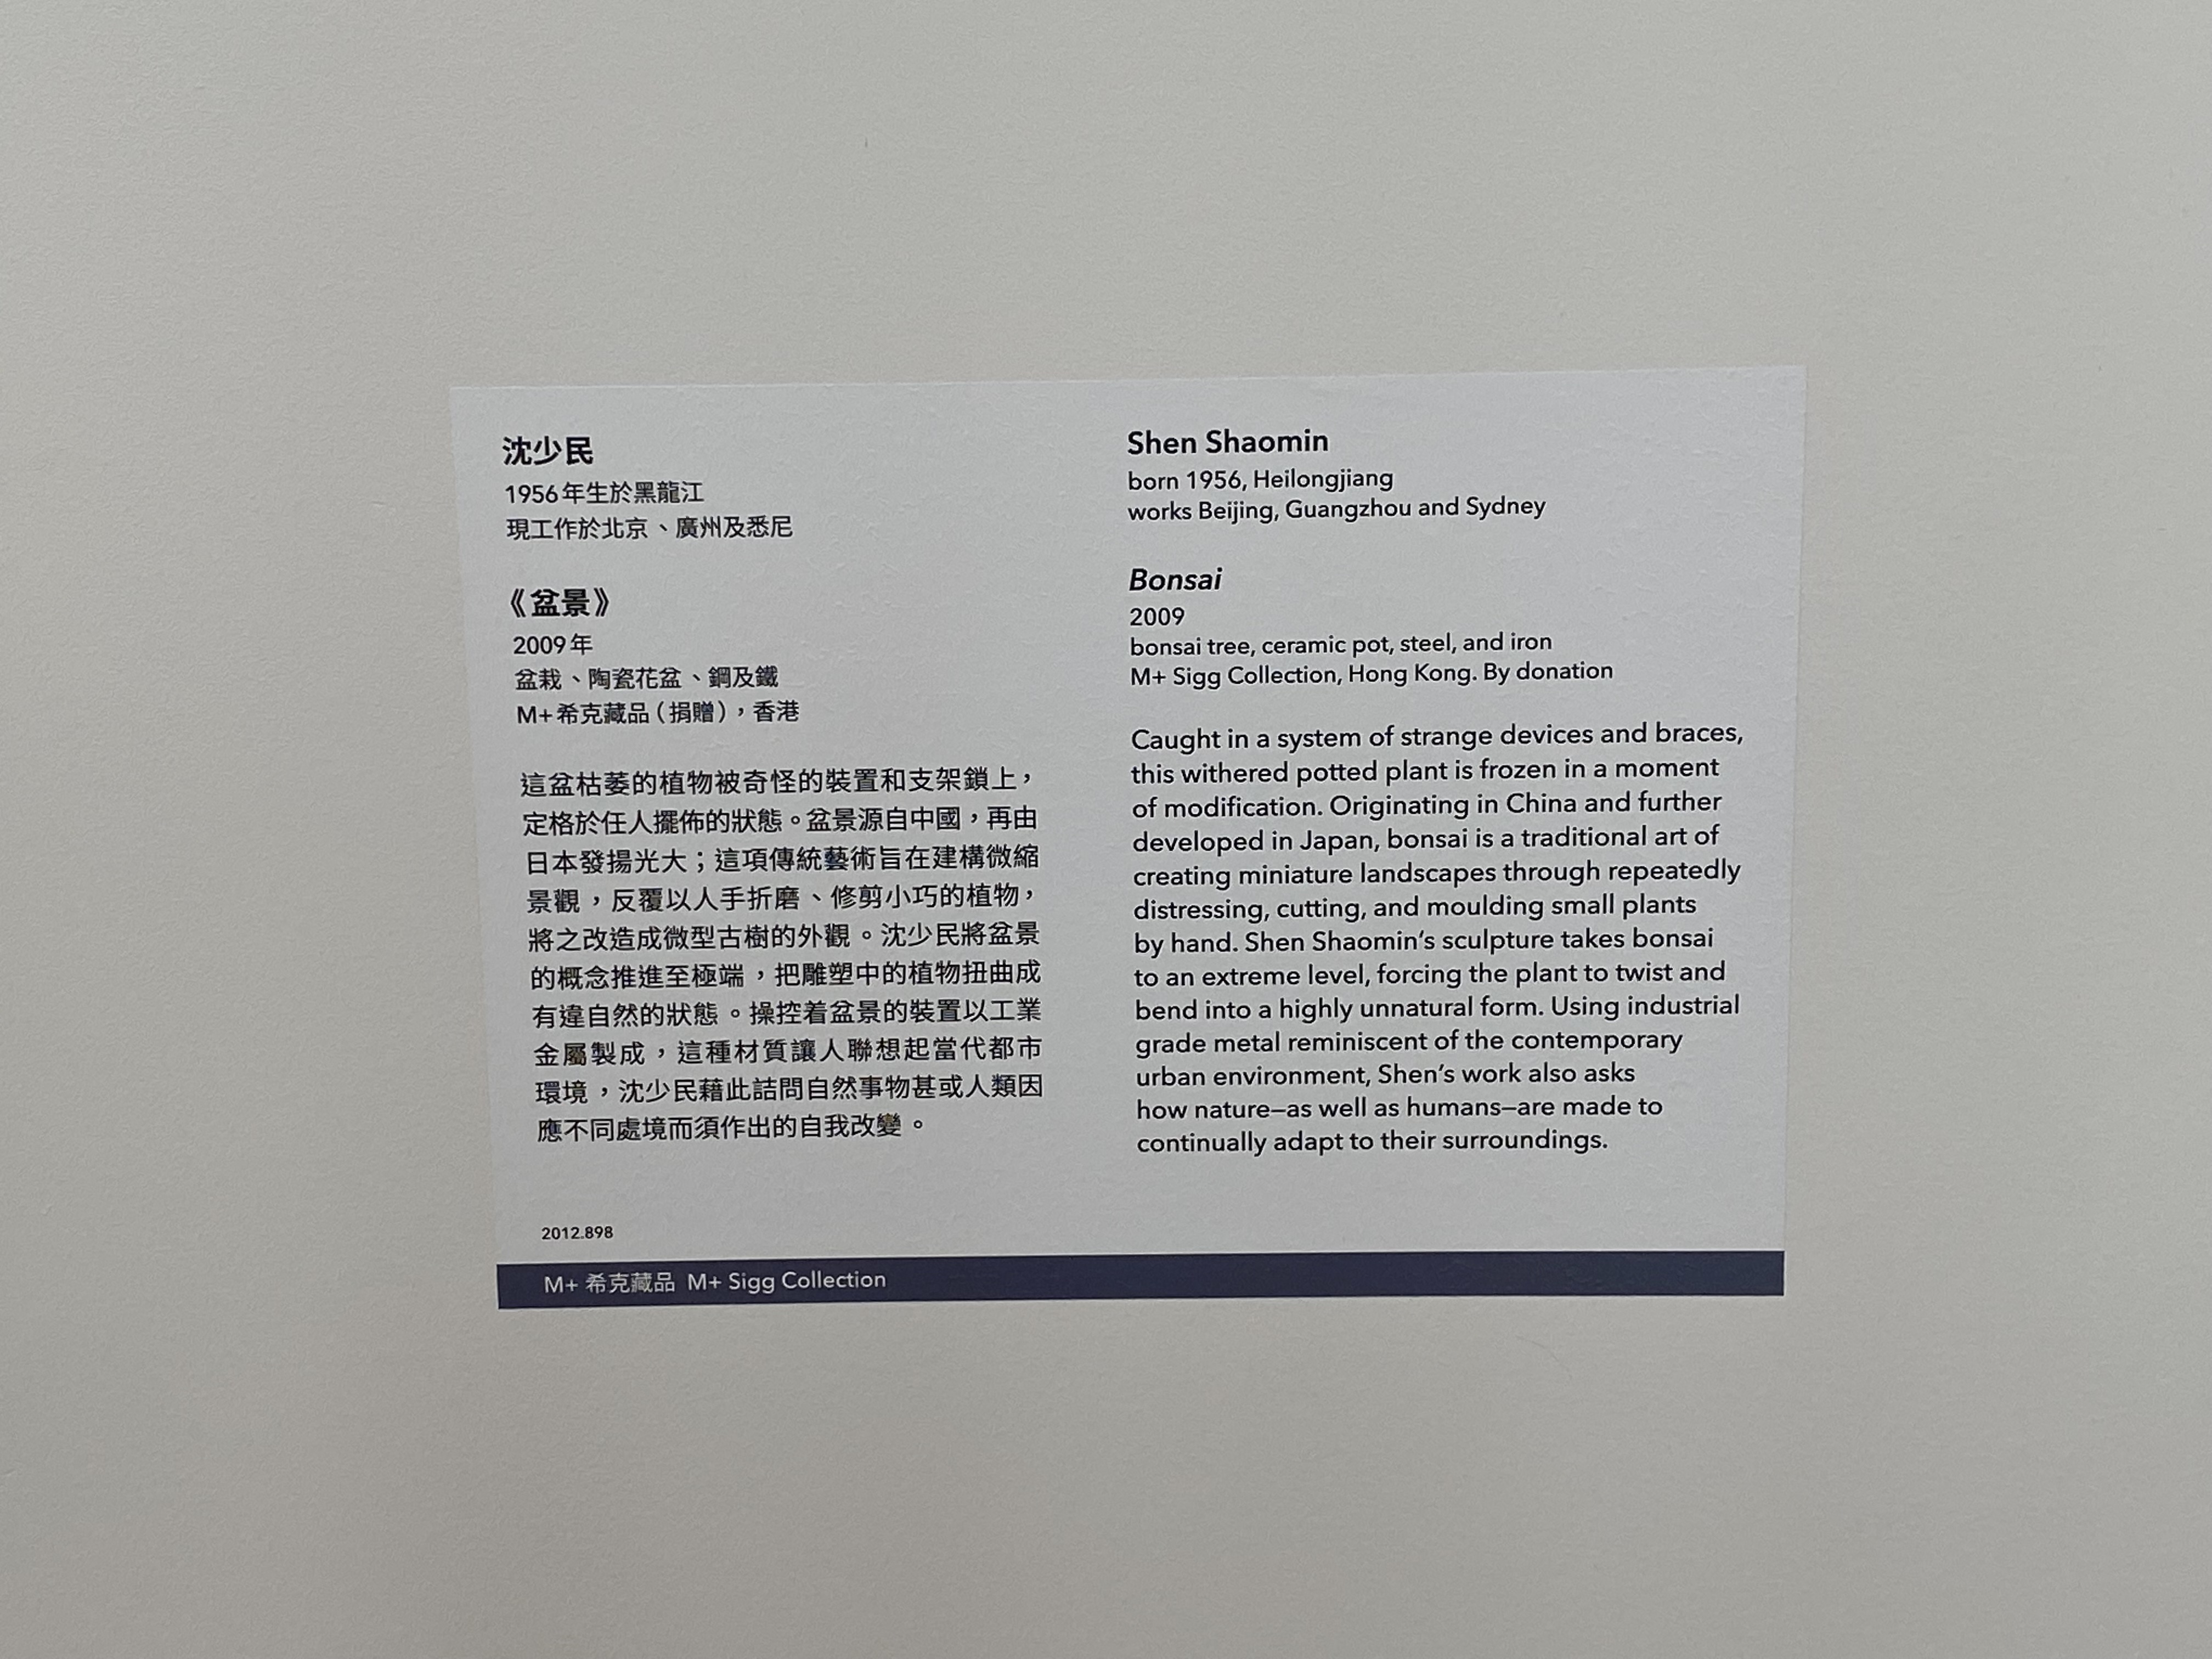 沈少民
1956年生於黑龍江
現工作於北京、廣州及悉尼
《盆景》
2009年
盆栽、陶瓷花盆、鋼及鐵
M+希克藏品(捐贈),香港
這盆枯萎的植物被奇怪的裝置和支架鎖上,
定格於任人擺佈的狀態。盆景源自中國,再由
日本發揚光大;這項傳統藝術旨在建構微縮
景觀,反覆以人手折磨、修剪小巧的植物,
將之改造成微型古樹的外觀。沈少民將盆景
的概念推進至極端,把雕塑中的植物扭曲成
有違自然的狀態。操控着盆景的裝置以工業
金屬製成,這種材質讓人聯想起當代都市
環境,沈少民藉此詰問自然事物甚或人類因
應不同處境而須作出的自我改變。
2012.898
Shen Shaomin
born 1956, Heilongjiang
works Beijing, Guangzhou and Sydney
Bonsai
2009
bonsai tree, ceramic pot, steel, and iron
M+ Sigg Collection, Hong Kong. By donation
Caught in a system of strange devices and braces,
this withered potted plant is frozen in a moment
of modification. Originating in China and further
developed in Japan, bonsai is a traditional art of
creating miniature landscapes through repeatedly
distressing, cutting, and moulding small plants
by hand. Shen Shaomin‘s sculpture takes bonsai
to an extreme level, forcing the plant to twist and
bend into a highly unnatural form. Using industrial
grade metal reminiscent of the contemporary
urban environment, Shen’s work also asks
how nature—as well as humans—are made to
continually adapt to their surroundings.
M+ 希克藏品 M+ Sigg Collection